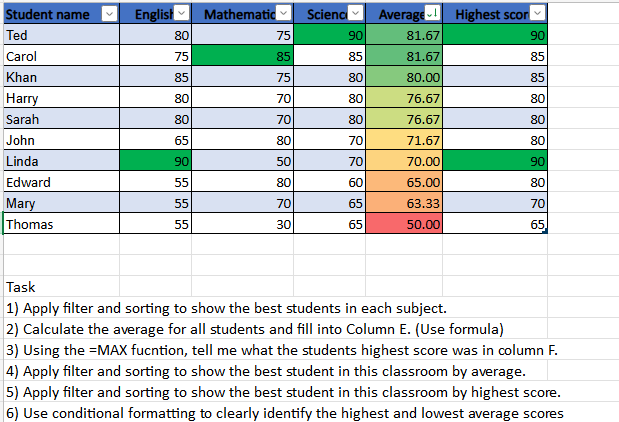 Student name English Mathematic Science Average Highest scor
Ted 80 75 90 81.67 90
Carol 75 85 85 81.67 85
Khan 85 75 80 80.00 85
Harry 80 70 80 76.67 80
Sarah 80 70 80 76.67 80
John 65 80 70 71.67 80
Linda 90 50 70 70.00 90
Edward 55 80 60 65.00 80
Mary 55 70 65 63.33 70
Thomas 55 30 65 50.00 65
Task
1) Apply filter and sorting to show the best students in each subject.
2) Calculate the average for all students and fill into Column E. (Use formula)
3) Using the =MAX fucntion, tell me what the students highest score was in column F.
4) Apply filter and sorting to show the best student in this classroom by average.
5) Apply filter and sorting to show the best student in this classroom by highest score.
6) Use conditional formatting to clearly identify the highest and lowest average scores